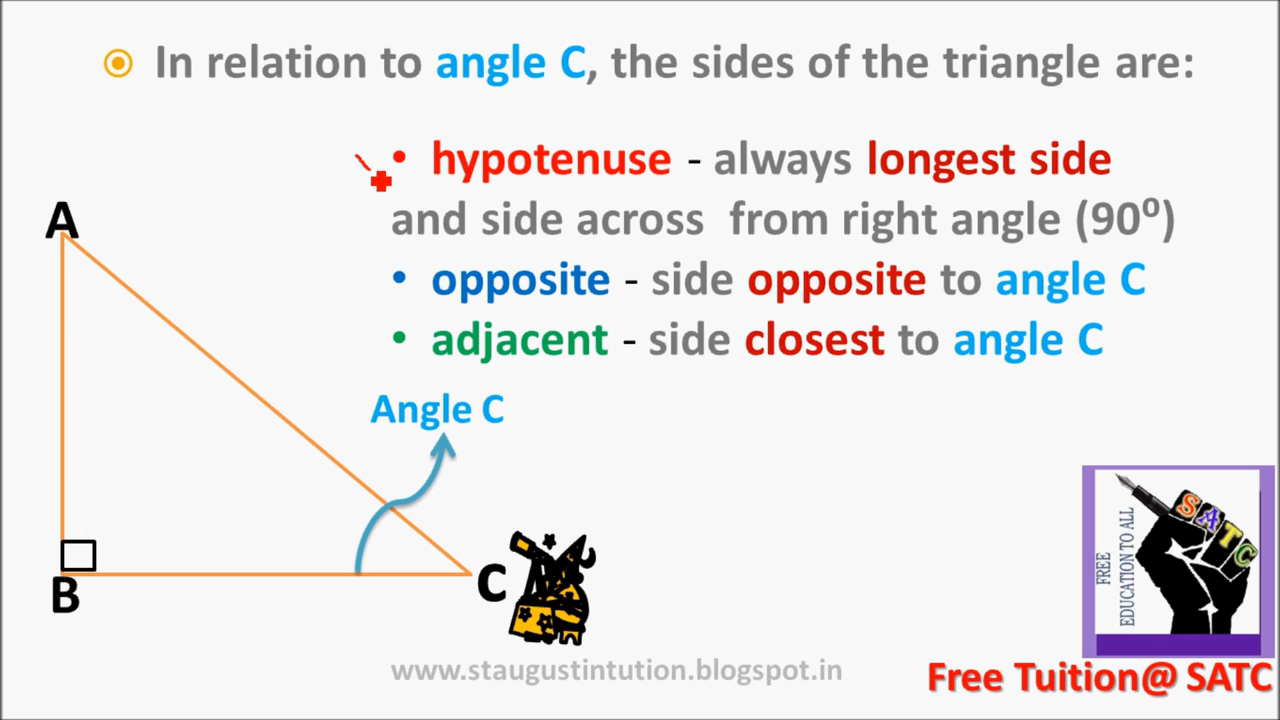 In relation to angle C, the sides of the triangle are:
• hypotenuse - always longest side
and side across from right angle (90⁰)
• opposite - side opposite to angle C
• adjacent - side closest to angle C
A
Angle C
B
C
FREE
EDUCATION TO ALL
SATC
www.staugustintution.blogspot.in
Free Tuition@ SATC